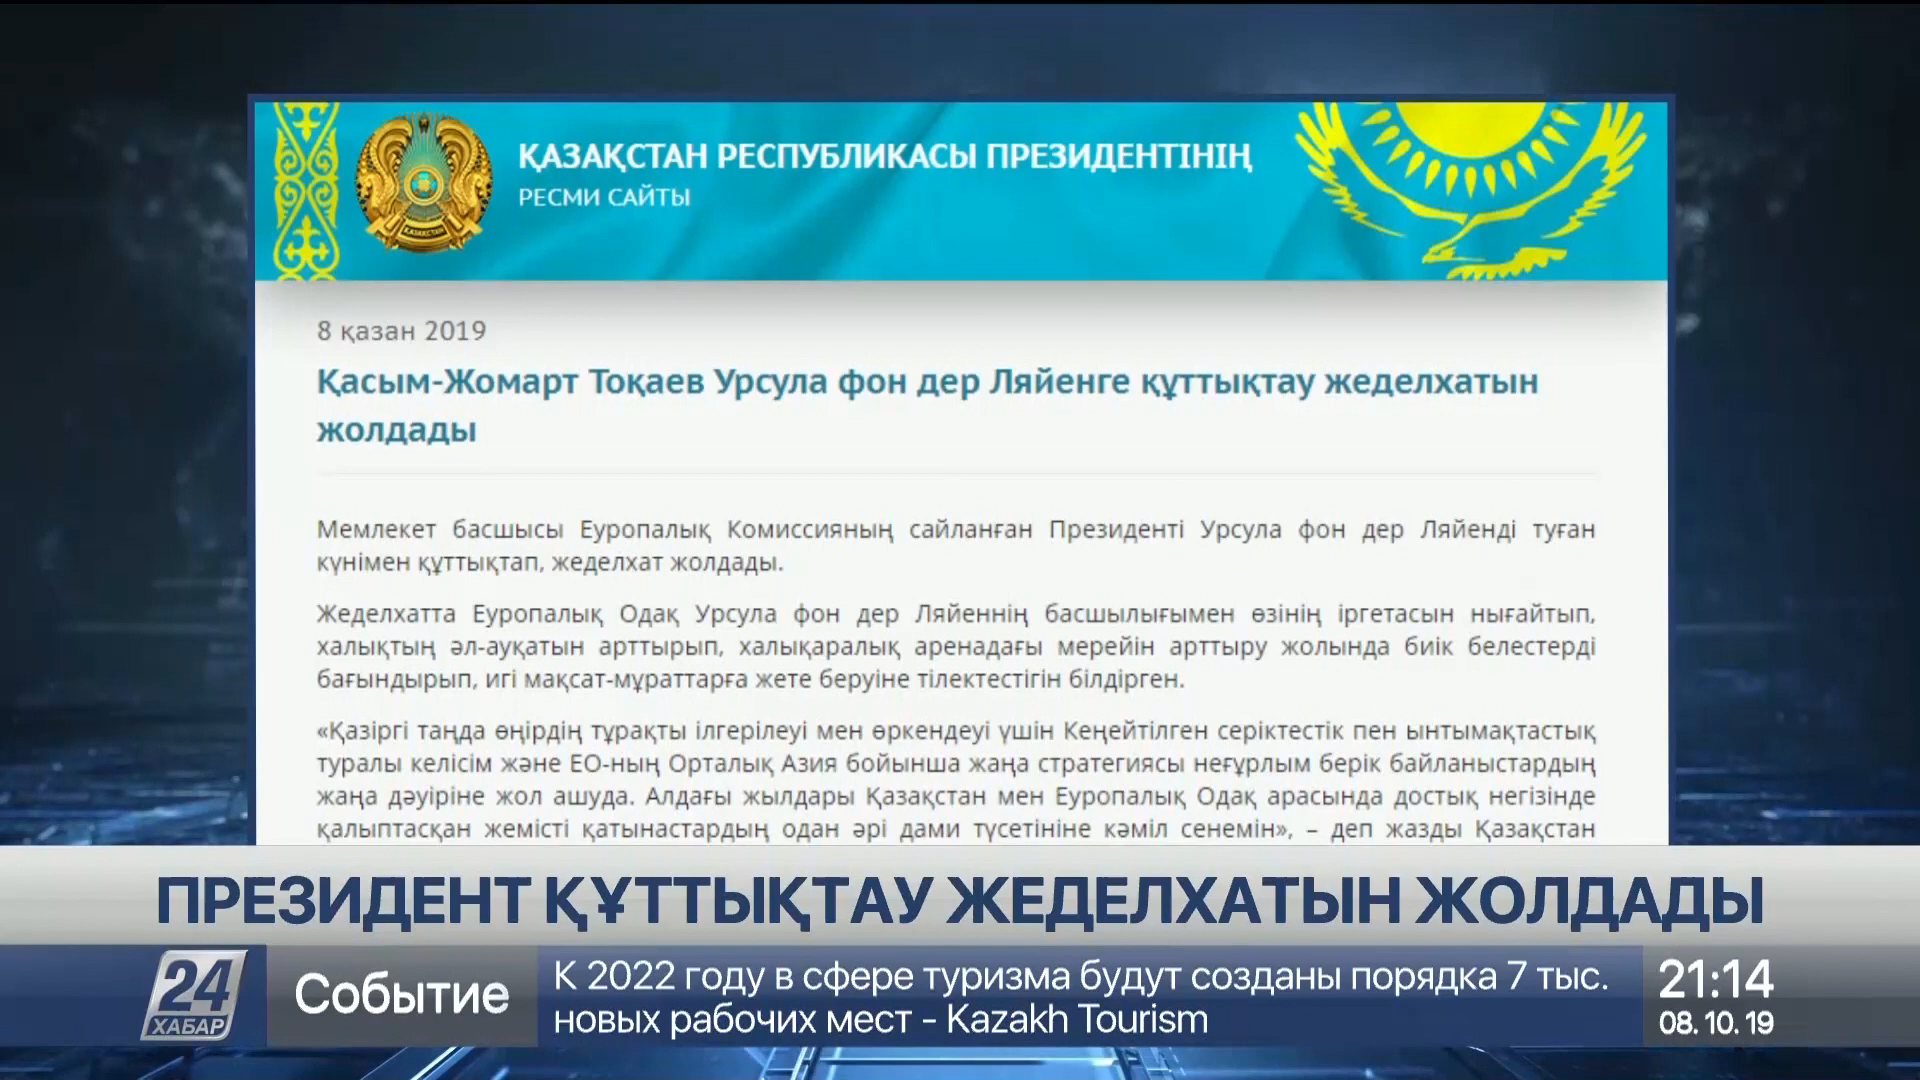 ҚАЗАҚСТАН РЕСПУБЛИКАСЫ ПРЕЗИДЕНТІНІҢ
РЕСМИ САЙТЫ
ҚАЗАҚСТАН
8 қазан 2019
Қасым-Жомарт Тоқаев Урсула фон дер Ляйенге құттықтау жеделхатын
жолдады
Мемлекет басшысы Еуропалық Комиссияның сайланған Президенті Урсула фон дер Ляйенді туған
күнімен құттықтап, жеделхат жолдады.
Жеделхатта Еуропалық Одақ Урсула фон дер Ляйеннің басшылығымен өзінің іргетасын нығайтып,
халықтың әл-ауқатын арттырып, халықаралық аренадағы мерейін арттыру жолында биік белестерді
бағындырып, игі мақсат-мұраттарға жете беруіне тілектестігін білдірген.
«Қазіргі таңда өңірдің тұрақты ілгерілеуі мен өркендеуі үшін Кеңейтілген серіктестік пен ынтымақтастық
туралы келісім және ЕО-ның Орталық Азия бойынша жаңа стратегиясы неғұрлым берік байланыстардың
жаңа дәуіріне жол ашуда. Алдағы жылдары Қазақстан мен Еуропалық Одақ арасында достық негізінде
қалыптасқан жемісті қатынастардың одан әрі дами түсетініне кәміл сенемін», – деп жазды Қазақстан
ПРЕЗИДЕНТ ҚҰТТЫҚТАУ ЖЕДЕЛХАТЫН ЖОЛДАДЫ
24
ХАБАР
Событие
К 2022 году в сфере туризма будут созданы порядка 7 тыс.
новых рабочих мест - Kazakh Tourism
21:14
08. 10. 19